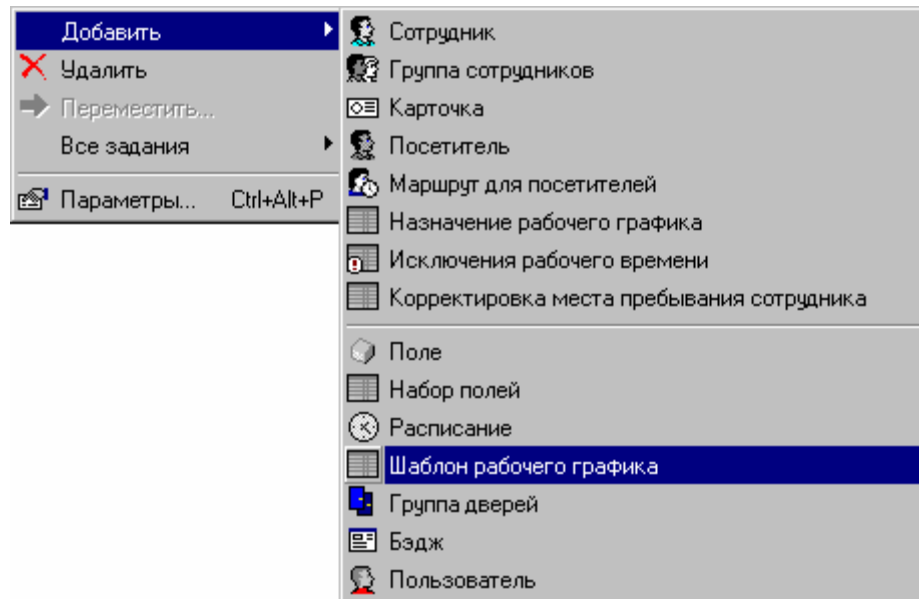 Добавить
Удалить
Переместить...
Все задания
Параметры... Ctrl+Alt+P
Сотрудник
Группа сотрудников
Карточка
Посетитель
Маршрут для посетителей
Назначение рабочего графика
Исключения рабочего времени
Корректировка места пребывания сотрудника
Поле
Набор полей
Расписание
Шаблон рабочего графика
Группа дверей
Бэдж
Пользователь